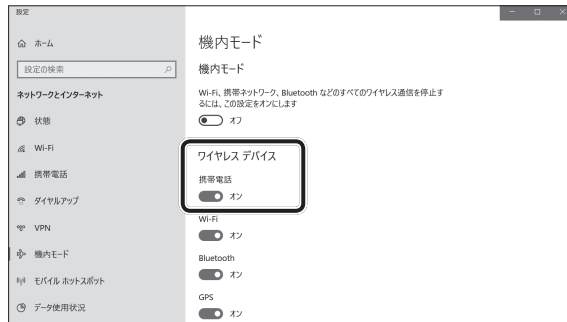 設定
ホーム
設定の検索
ネットワークとインターネット
状態
Wi-Fi
携帯電話
ダイヤルアップ
VPN
機内モード
モバイル ホットスポット
データ使用状況
機内モード
機内モード
Wi-Fi、携帯ネットワーク、Bluetooth などのすべてのワイヤレス通信を停止す
るには、この設定をオンにします
オフ
ワイヤレス デバイス
携帯電話
オン
Wi-Fi
オン
Bluetooth
オン
GPS
オン